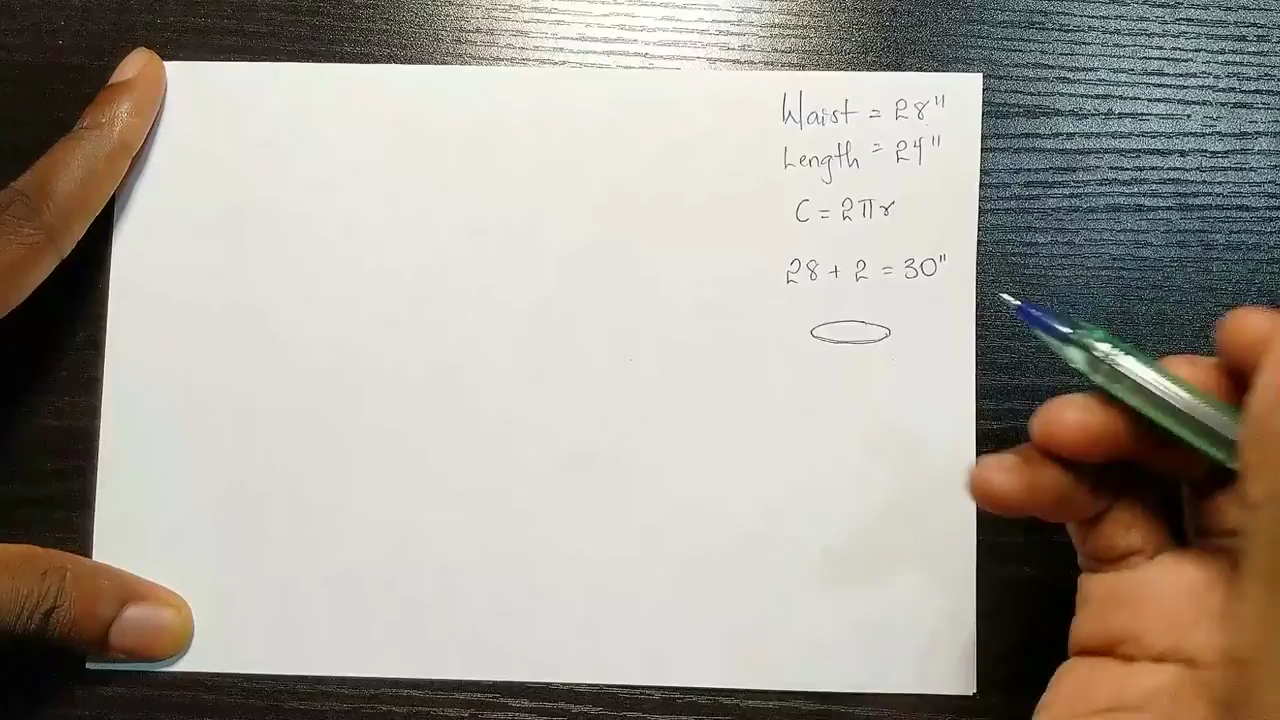 Waist = 28"
Length = 24"
C = 2πr
28 + 2 = 30"